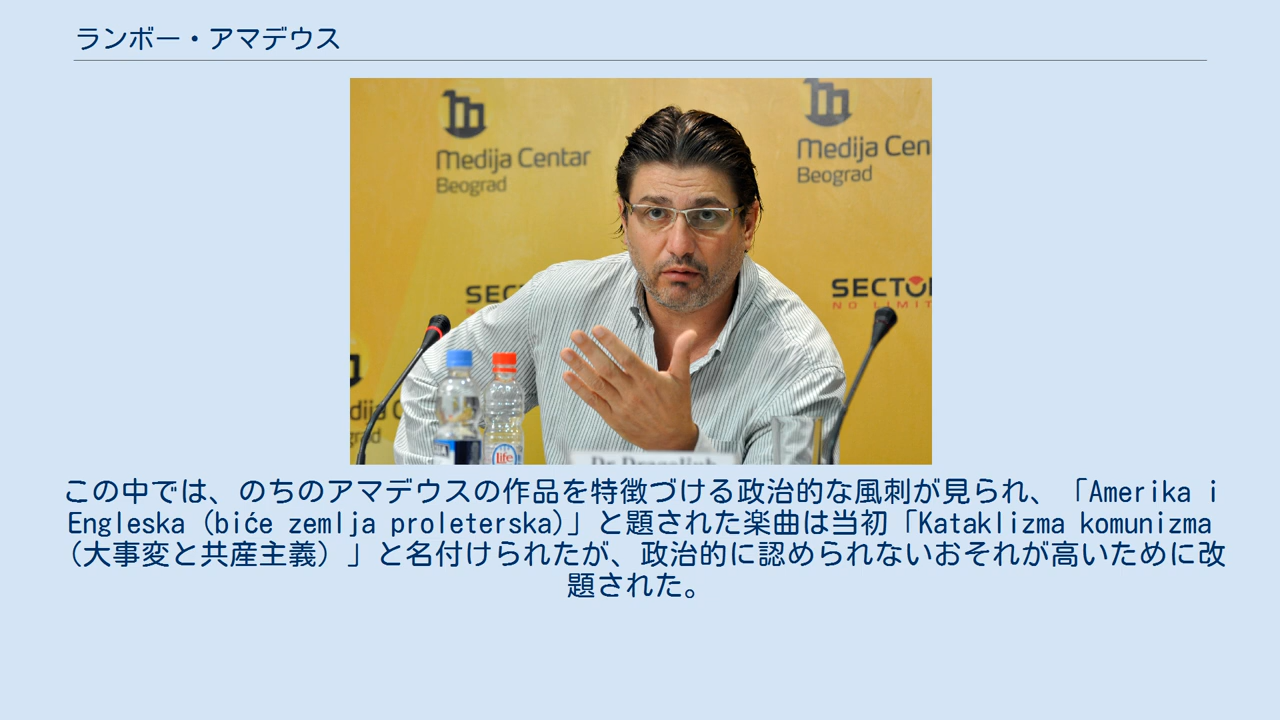 ランボー・アマデウス
Medija Centar
Beograd
Medija Cen
Beograd
SECTO
NO LIMIT
life
この中では、のちのアマデウスの作品を特徴づける政治的な風刺が見られ、「Amerika i
Engleska (biće zemlja proleterska)」と題された楽曲は当初「Kataklizma komunizma
（大事変と共産主義）」と名付けられたが、政治的に認められないおそれが高いために改
題された。